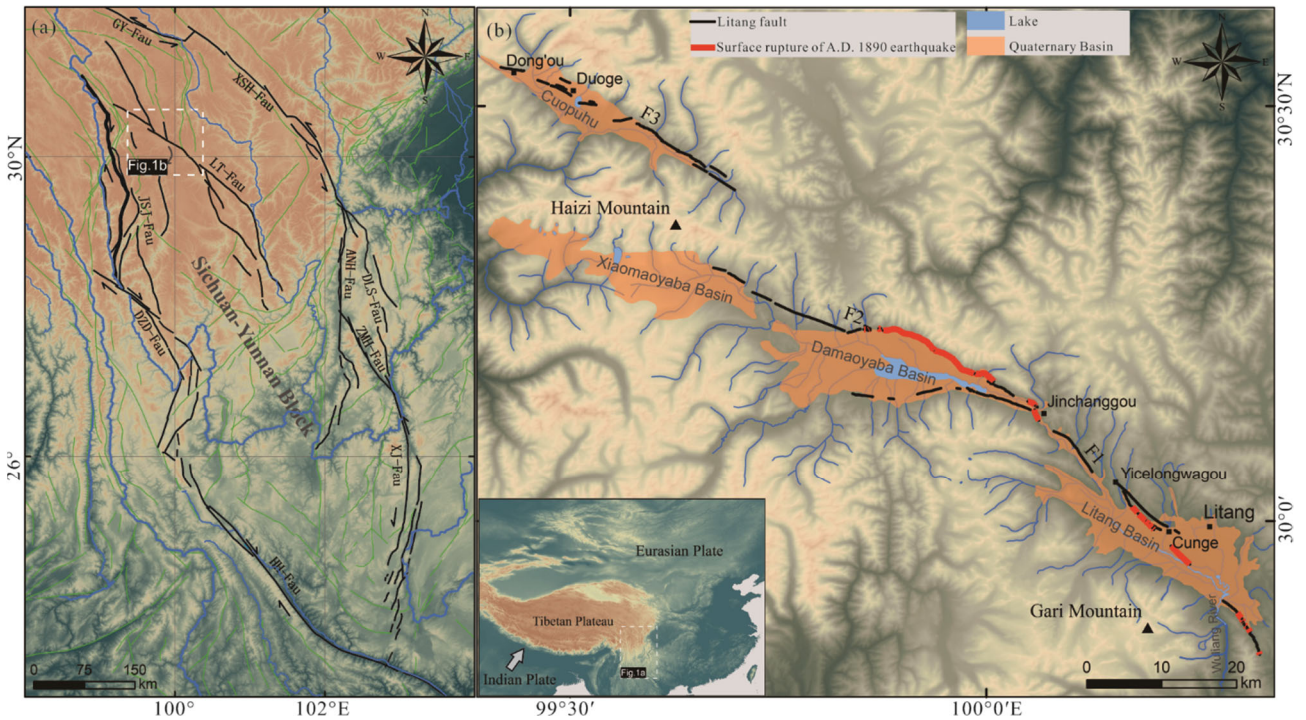 (a)
GY-Fau
XSH-Fau
N
W
E
S
30°N
Fig.1b
LT-Fau
JSJ-Fau
Sichuan-Yunnan Block
ANH-Fau
DLS-Fau
ZMH-Fau
DZD-Fau
26°
XJ-Fau
HH-Fau
0 75 150
km
100° 102°E
Eurasian Plate
Tibetan Plateau
Fig.1a
Indian Plate
(b)
Litang fault
Surface rupture of A.D. 1890 earthquake
Lake
Quaternary Basin
N
W
E
S
Dong'ou
Duoge
Cuopuhu
F3
30°30'N
Haizi Mountain
Xiaomaoyaba Basin
F2
Damaoyaba Basin
Jinchanggou
F1
Yicelongwagou
Litang
Litang Basin
Cunge
30°0'
Gari Mountain
Wuliang River
0 10 20
km
99°30' 100°0'E